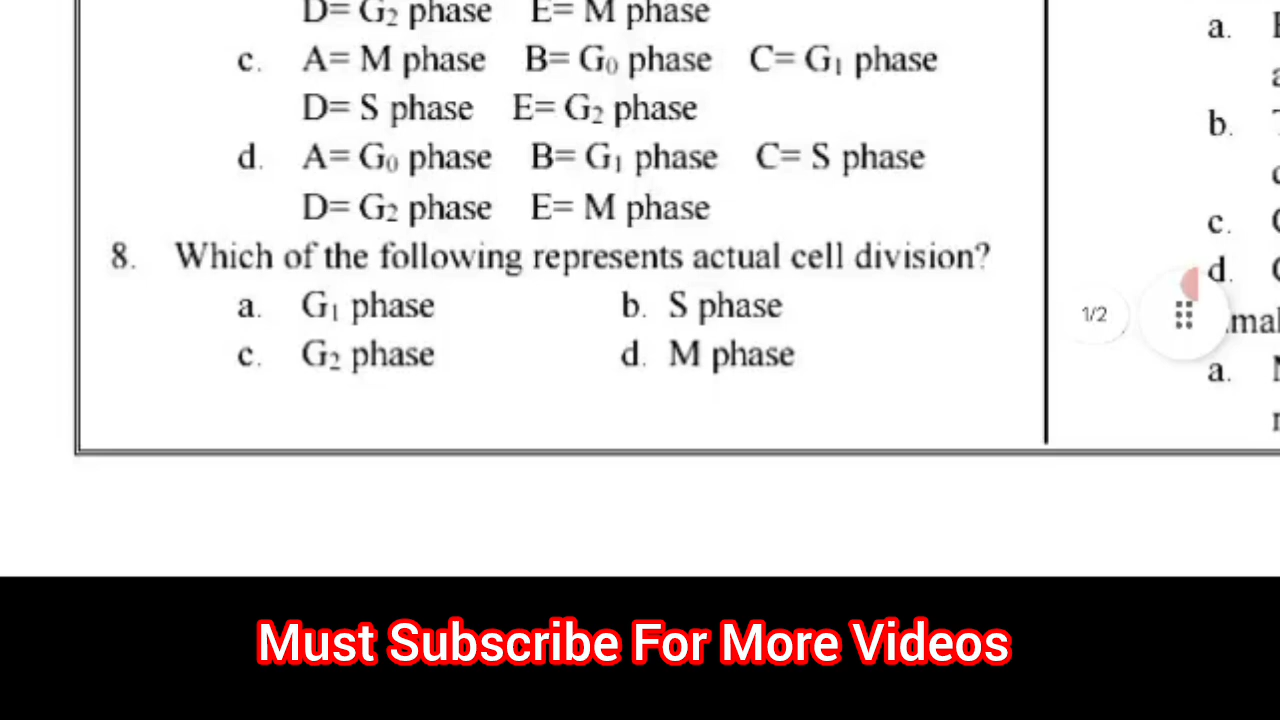 D= G₂ phase E= M phase
c. A= M phase B= G₀ phase C= G₁ phase
D= S phase E= G₂ phase
d. A= G₀ phase B= G₁ phase C= S phase
D= G₂ phase E= M phase
8. Which of the following represents actual cell division?
a. G₁ phase b. S phase
c. G₂ phase d. M phase
a.
b.
c.
d.
1/2
a.
Must Subscribe For More Videos